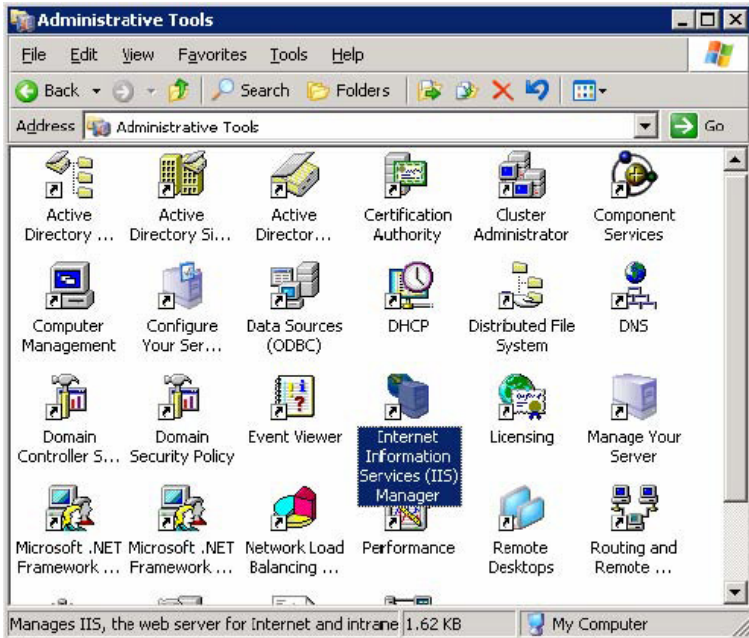 Administrative Tools
File Edit View Favorites Tools Help
Back Search Folders
Address Administrative Tools Go
Active Directory ...
Active Directory Si...
Active Director...
Certification Authority
Cluster Administrator
Component Services
Computer Management
Configure Your Ser...
Data Sources (ODBC)
DHCP
Distributed File System
DNS
Domain Controller S...
Domain Security Policy
Event Viewer
Internet Information Services (IIS) Manager
Licensing
Manage Your Server
Microsoft .NET Framework ...
Microsoft .NET Framework ...
Network Load Balancing ...
Performance
Remote Desktops
Routing and Remote ...
Manages IIS, the web server for Internet and intrane 1.62 KB My Computer